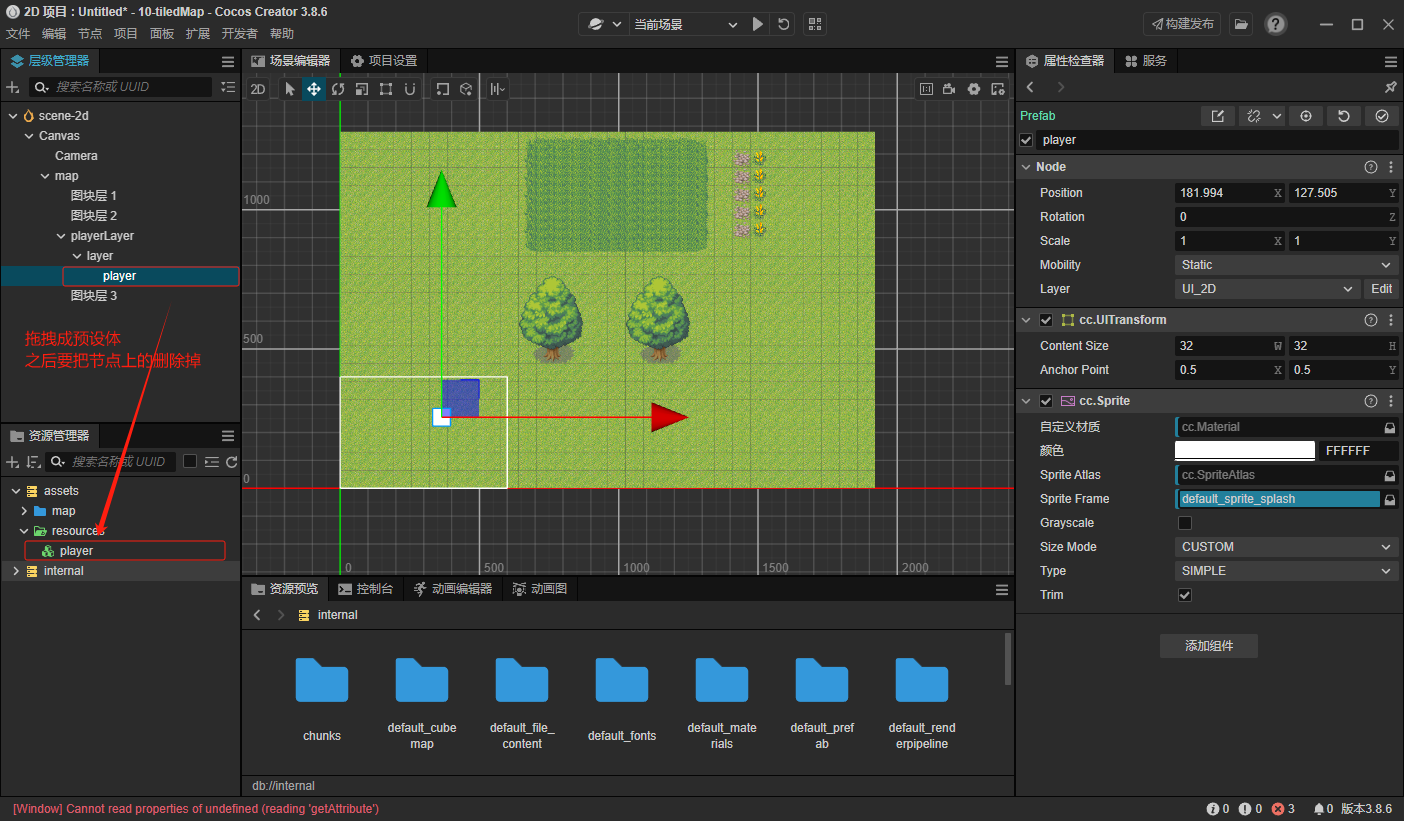 2D 项目 : Untitled* - 10-tiledMap - Cocos Creator 3.8.6
文件 编辑 节点 项目 面板 扩展 开发者 帮助
当前场景
构建发布
层级管理器
搜索名称或 UUID
scene-2d
Canvas
Camera
map
图块层 1
图块层 2
playerLayer
layer
player
图块层 3
拖拽成预设体
之后要把节点上的删除掉
资源管理器
搜索名称或 UUID
assets
map
resources
player
internal
场景编辑器 项目设置
2D
1000
500
0
0 500 1000 1500 2000
资源预览 控制台 动画编辑器 动画图
internal
chunks
default_cube
map
default_file_
content
default_fonts
default_mate
rials
default_pref
ab
default_rend
erpipeline
db://internal
属性检查器 服务
Prefab
player
Node
Position 181.994 X 127.505 Y
Rotation 0 Z
Scale 1 X 1 Y
Mobility Static
Layer UI_2D Edit
cc.UITransform
Content Size 32 W 32 H
Anchor Point 0.5 X 0.5 Y
cc.Sprite
自定义材质 cc.Material
颜色 FFFFFF
Sprite Atlas cc.SpriteAtlas
Sprite Frame default_sprite_splash
Grayscale
Size Mode CUSTOM
Type SIMPLE
Trim
添加组件
[Window] Cannot read properties of undefined (reading 'getAttribute')
0 0 3 0 版本3.8.6